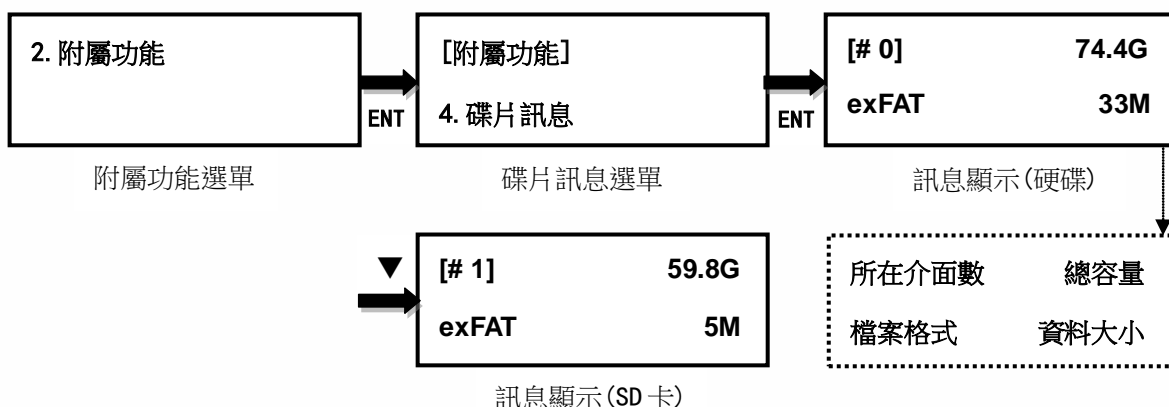 2.附屬功能
ENT
[附屬功能]
4.碟片訊息
ENT
[# 0] 74.4G
exFAT 33M
附屬功能選單
碟片訊息選單
訊息顯示(硬碟)
▼
[# 1] 59.8G
exFAT 5M
所在介面數 總容量
檔案格式 資料大小
訊息顯示(SD 卡)